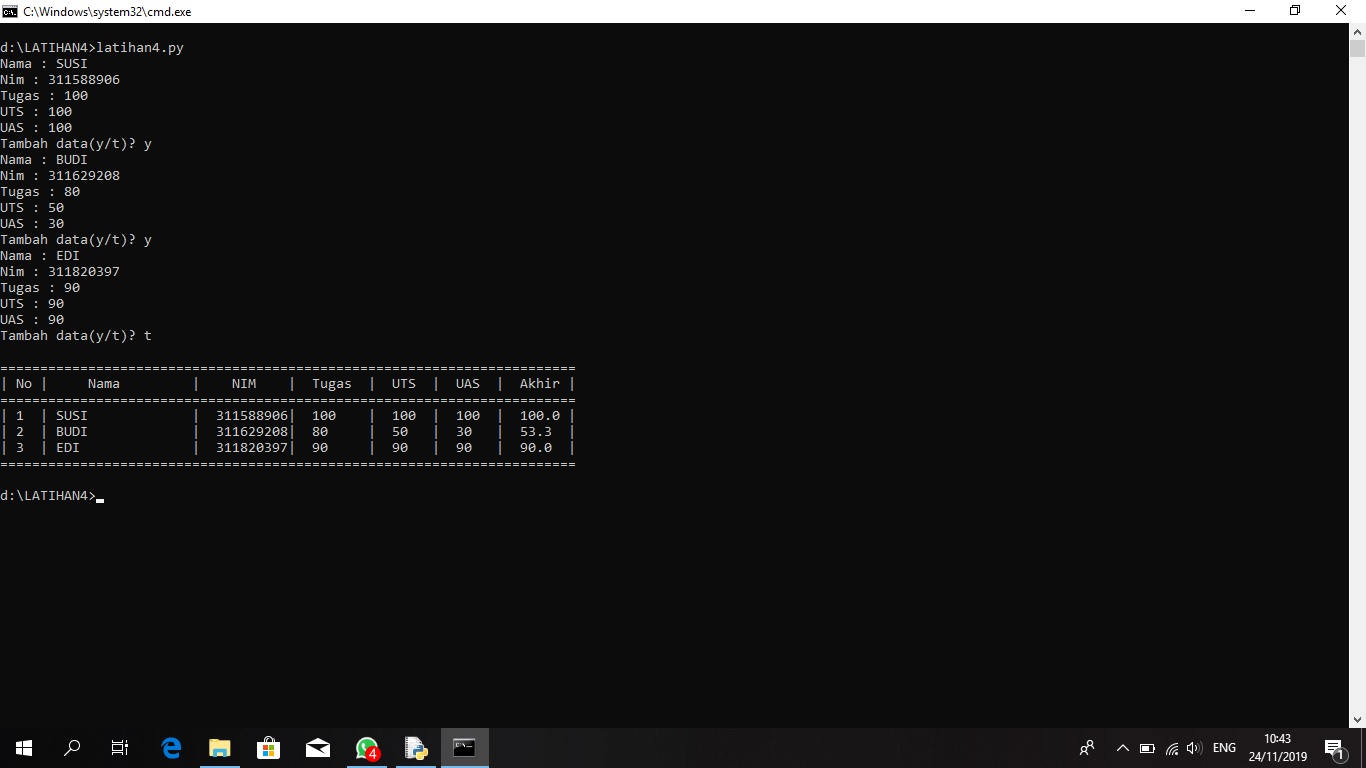 C:\Windows\system32\cmd.exe
d:\LATIHAN4>latihan4.py
Nama : SUSI
Nim : 311588906
Tugas : 100
UTS : 100
UAS : 100
Tambah data(y/t)? y
Nama : BUDI
Nim : 311629208
Tugas : 80
UTS : 50
UAS : 30
Tambah data(y/t)? y
Nama : EDI
Nim : 311820397
Tugas : 90
UTS : 90
UAS : 90
Tambah data(y/t)? t
========================================================================
| No |     Nama         |    NIM    |  Tugas  |  UTS  |  UAS  |  Akhir |
========================================================================
| 1  | SUSI             |  311588906|  100    |  100  |  100  |  100.0 |
| 2  | BUDI             |  311629208|  80     |  50   |  30   |  53.3  |
| 3  | EDI              |  311820397|  90     |  90   |  90   |  90.0  |
========================================================================
d:\LATIHAN4>
4
ENG
10:43
24/11/2019
1